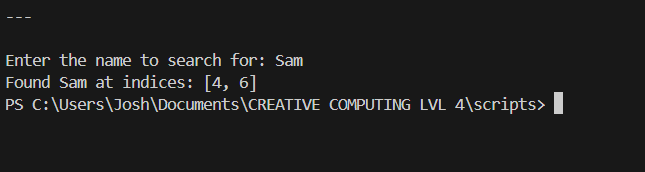 ---
Enter the name to search for: Sam
Found Sam at indices: [4, 6]
PS C:\Users\Josh\Documents\CREATIVE COMPUTING LVL 4\scripts>